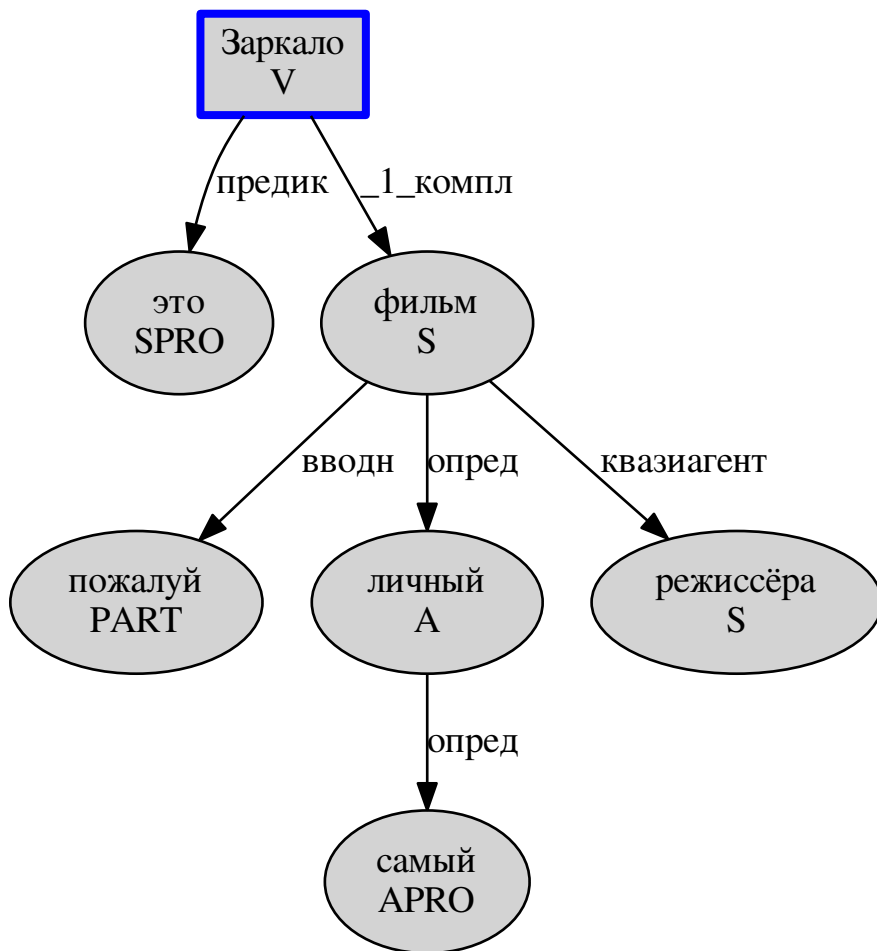 Заркало
V
предик
_1_компл
это
SPRO
фильм
S
вводн
опред
квазиагент
пожалуй
PART
личный
A
режиссёра
S
опред
самый
APRO